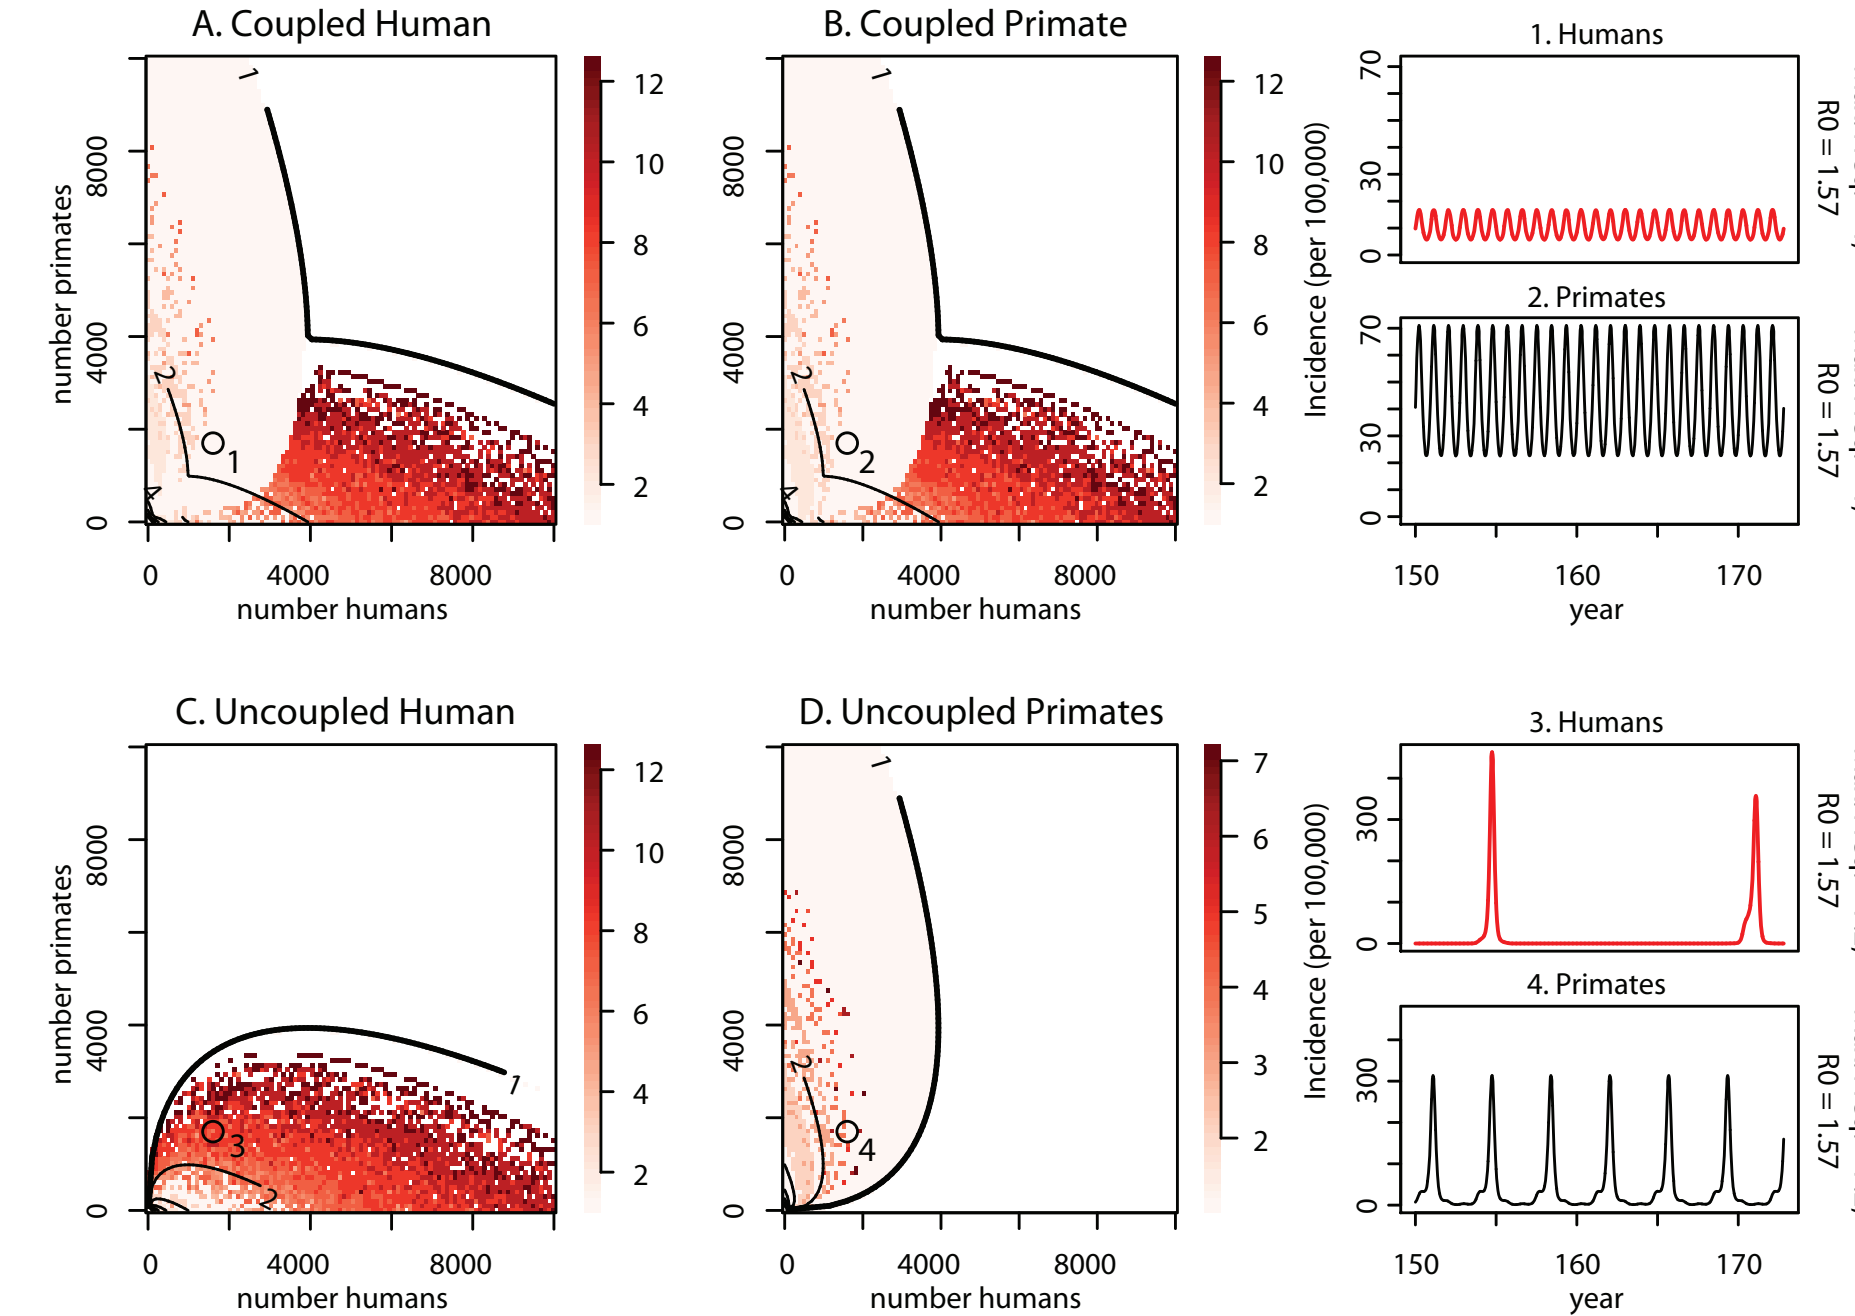 A. Coupled Human
B. Coupled Primate
1. Humans
number primates
0 4000 8000
1
2
4
1
0 4000 8000
number humans
2 4 6 8 10 12
0 4000 8000
1
2
4
2
0 4000 8000
number humans
2 4 6 8 10 12
Incidence (per 100,000)
0 30 70
R0 = 1.57
2. Primates
0 30 70
R0 = 1.57
150 160 170
year
C. Uncoupled Human
D. Uncoupled Primates
3. Humans
number primates
0 4000 8000
1
2
3
0 4000 8000
number humans
2 4 6 8 10 12
0 4000 8000
1
2
4
0 4000 8000
number humans
2 3 4 5 6 7
Incidence (per 100,000)
0 300
R0 = 1.57
4. Primates
0 300
R0 = 1.57
150 160 170
year